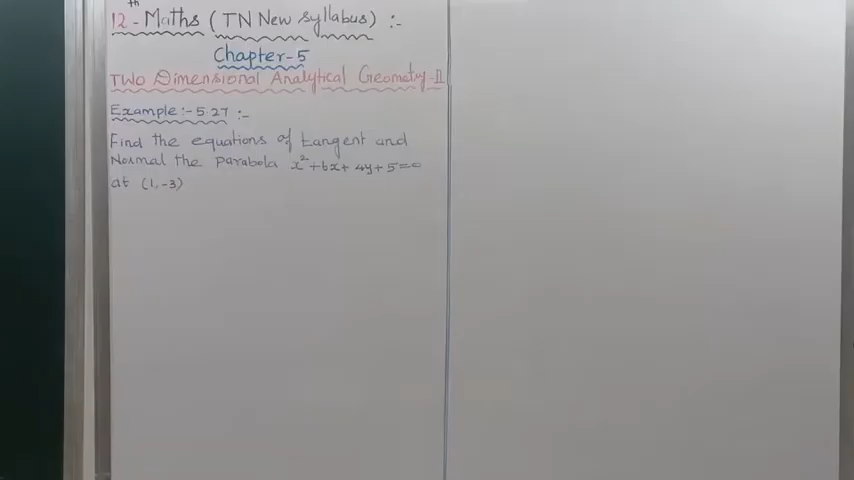 12th - Maths (TN New Syllabus) :-
Chapter-5
TWO Dimensional Analytical Geometry-II
Example:-5.27 :-
Find the equations of tangent and
Normal the parabola x²+6x+4y+5=0
at (1,-3)